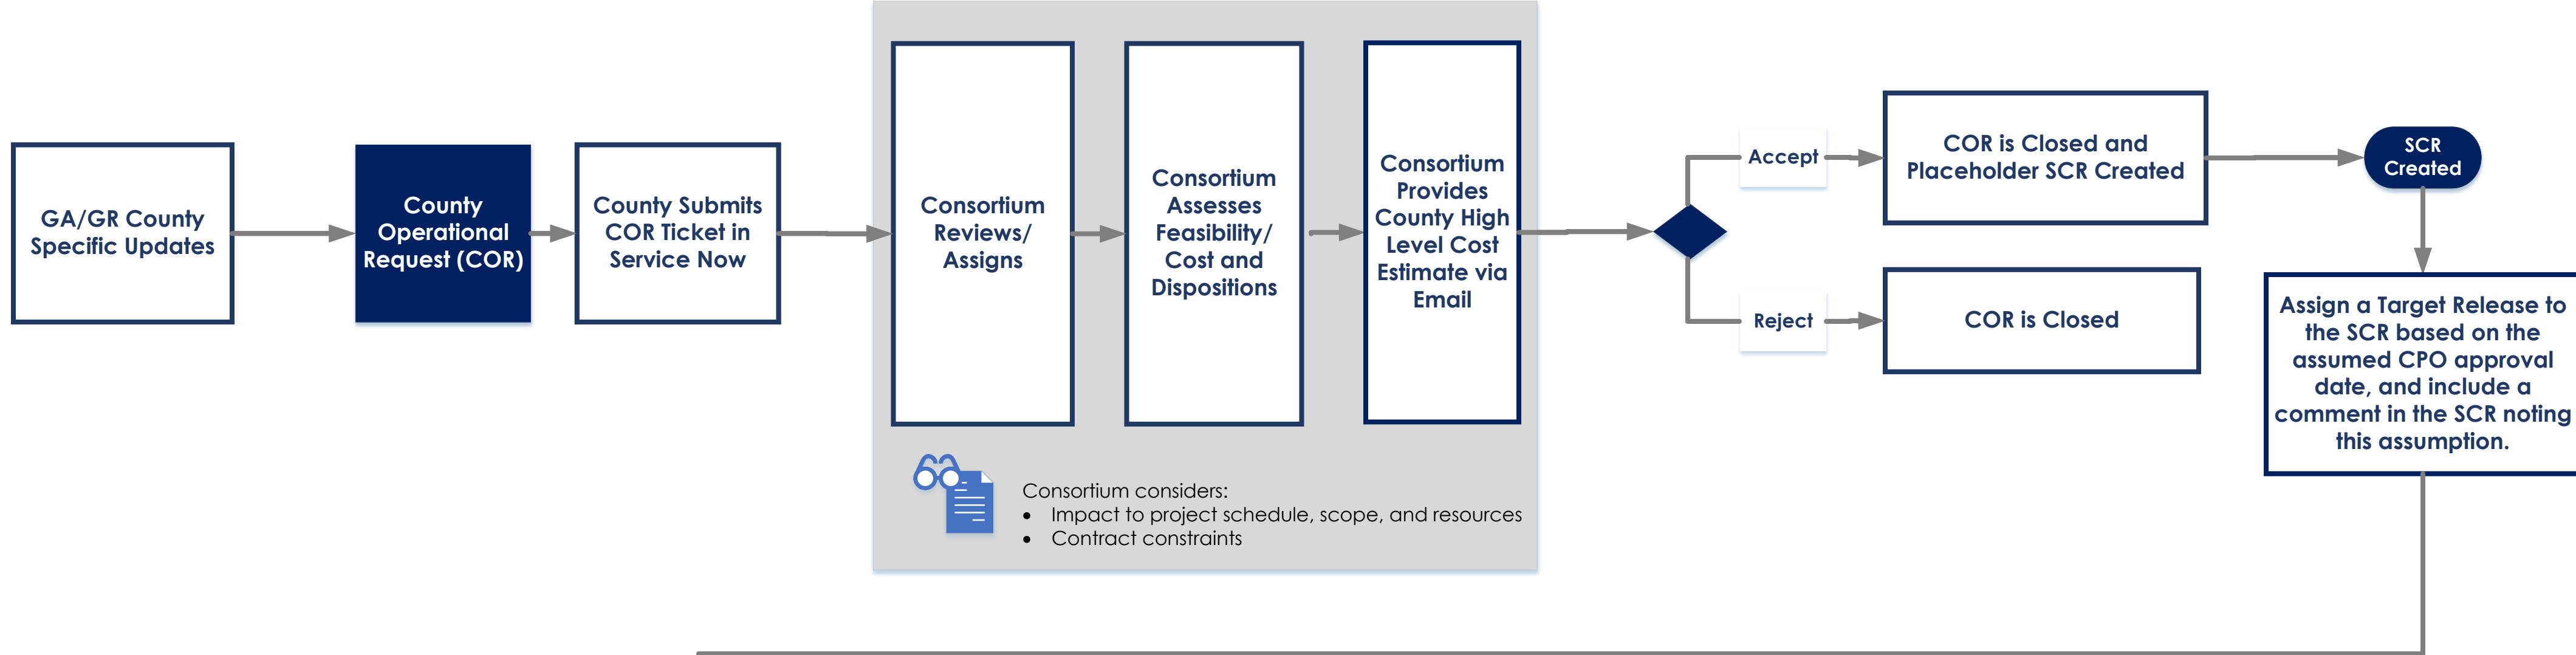 GA/GR County
Specific Updates
County
Operational
Request (COR)
County Submits
COR Ticket in
Service Now
Consortium
Reviews/
Assigns
Consortium
Assesses
Feasibility/
Cost and
Dispositions
Consortium
Provides
County High
Level Cost
Estimate via
Email
Consortium considers:
• Impact to project schedule, scope, and resources
• Contract constraints
Accept
COR is Closed and
Placeholder SCR Created
Reject
COR is Closed
SCR
Created
Assign a Target Release to
the SCR based on the
assumed CPO approval
date, and include a
comment in the SCR noting
this assumption.